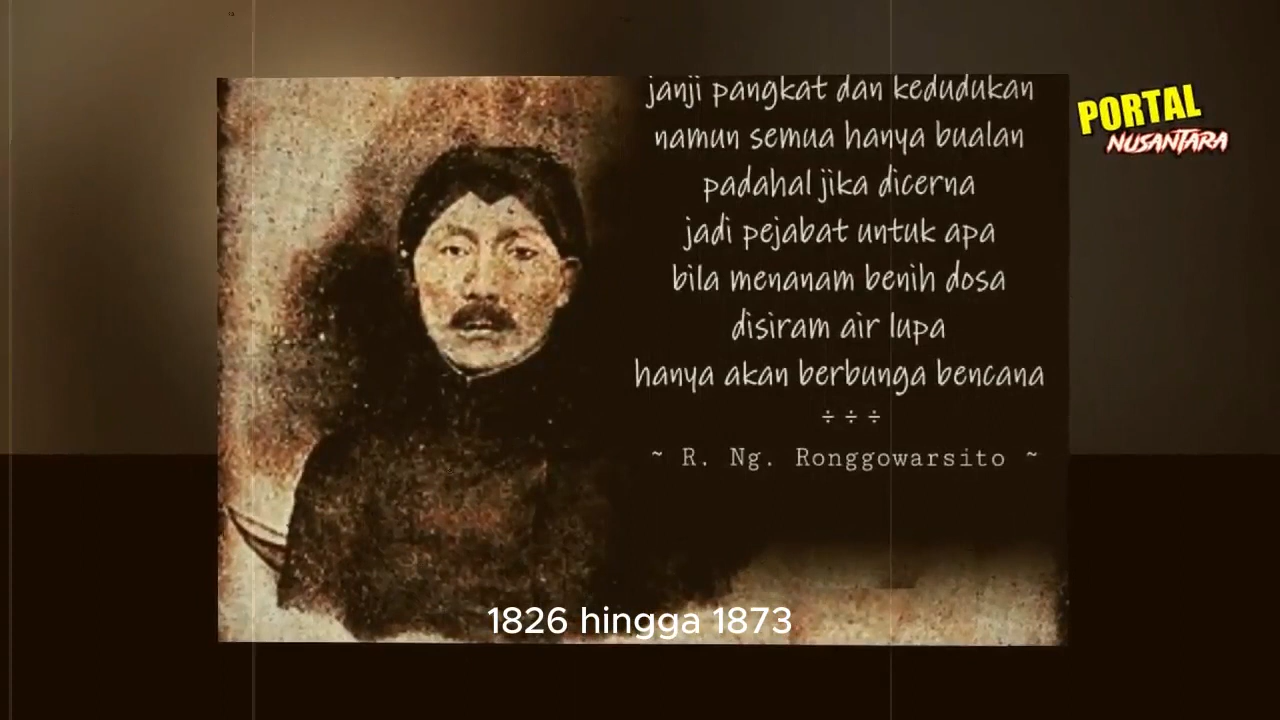 janji pangkat dan kedudukan
namun semua hanya bualan
padahal jika dicerna
jadi pejabat untuk apa
bila menanam benih dosa
disiram air lupa
hanya akan berbunga bencana
÷ ÷ ÷
~ R. Ng. Ronggowarsito ~
PORTAL
NUSANTARA
1826 hingga 1873